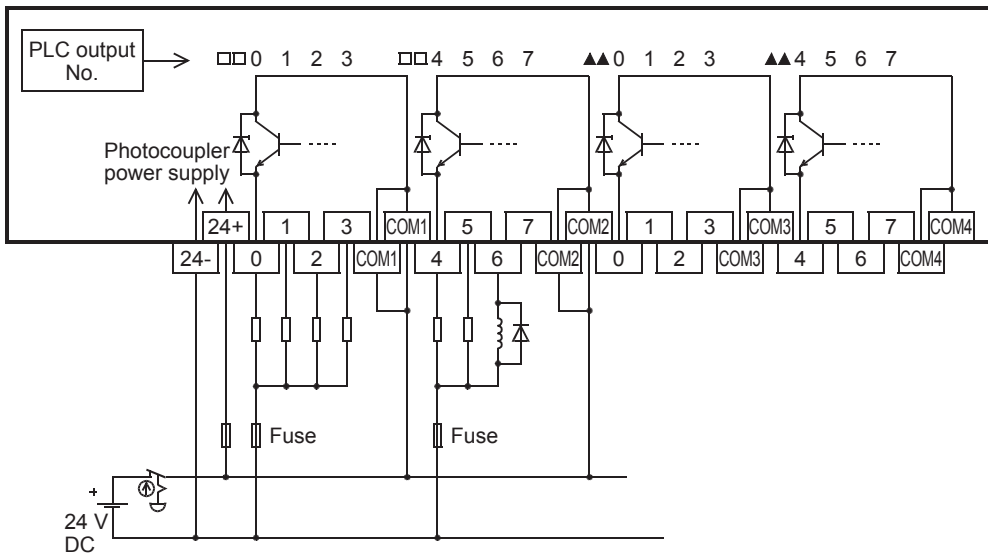 PLC output
No.
□□0 1 2 3 □□4 5 6 7 ▲▲0 1 2 3 ▲▲4 5 6 7
Photocoupler
power supply
24+ 1 3 COM1 5 7 COM2 1 3 COM3 5 7 COM4
24- 0 2 COM1 4 6 COM2 0 2 COM3 4 6 COM4
Fuse Fuse
+
24 V
DC